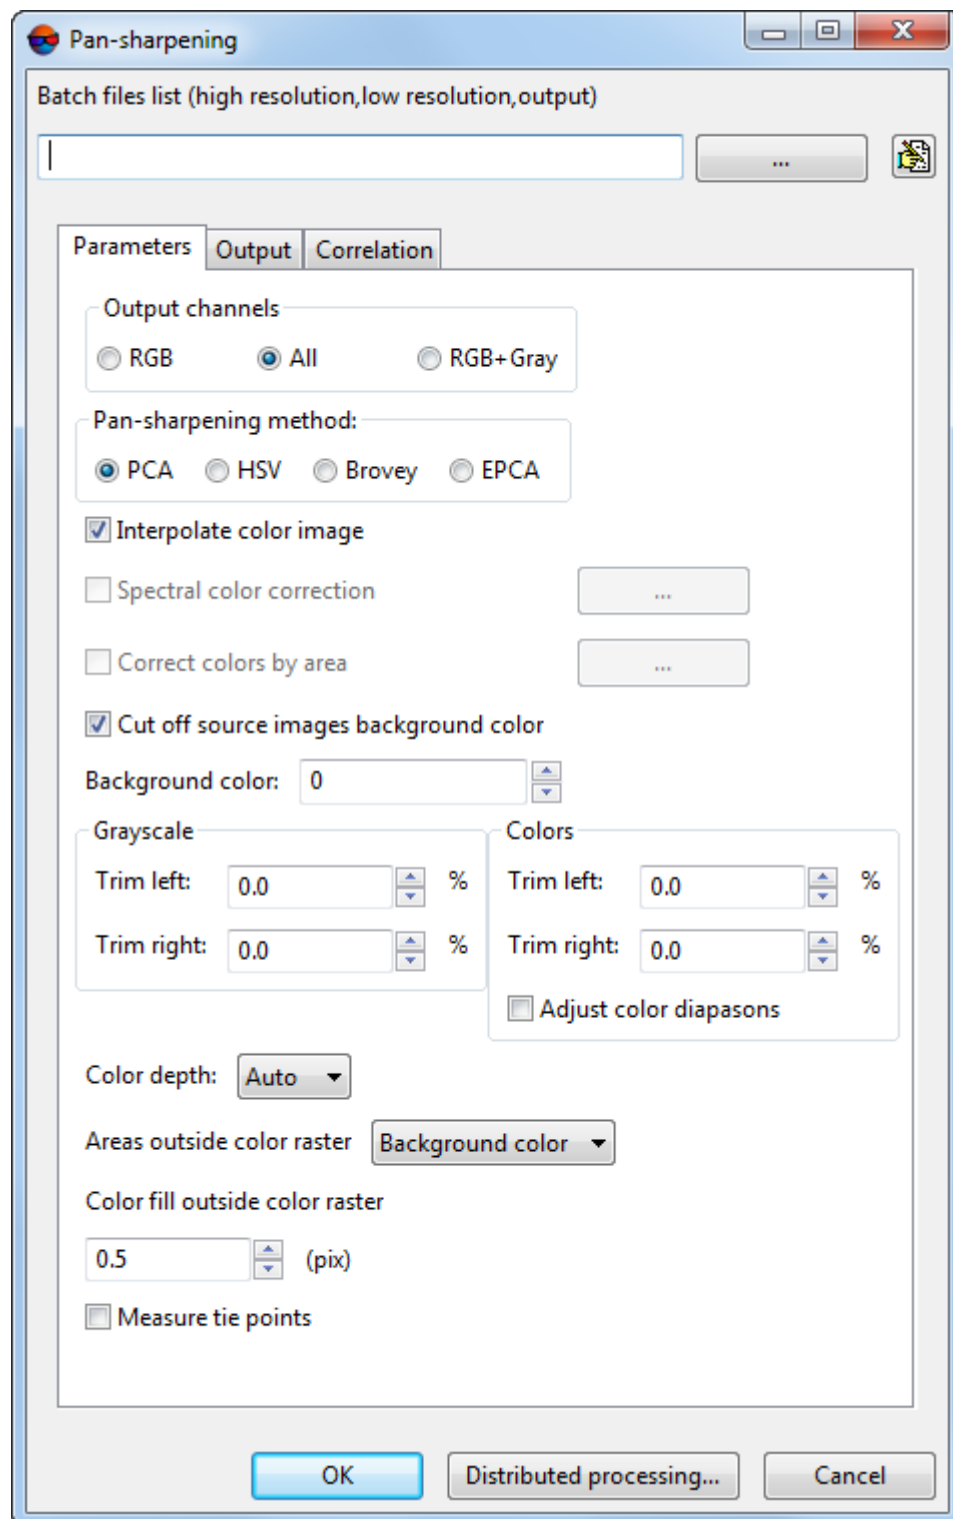 Pan-sharpening
Batch files list (high resolution,low resolution,output)
...
Parameters Output Correlation
Output channels
RGB All RGB+Gray
Pan-sharpening method:
PCA HSV Brovey EPCA
Interpolate color image
Spectral color correction ...
Correct colors by area ...
Cut off source images background color
Background color: 0
Grayscale Colors
Trim left: 0.0 % Trim left: 0.0 %
Trim right: 0.0 % Trim right: 0.0 %
Adjust color diapasons
Color depth: Auto
Areas outside color raster Background color
Color fill outside color raster
0.5 (pix)
Measure tie points
OK Distributed processing... Cancel